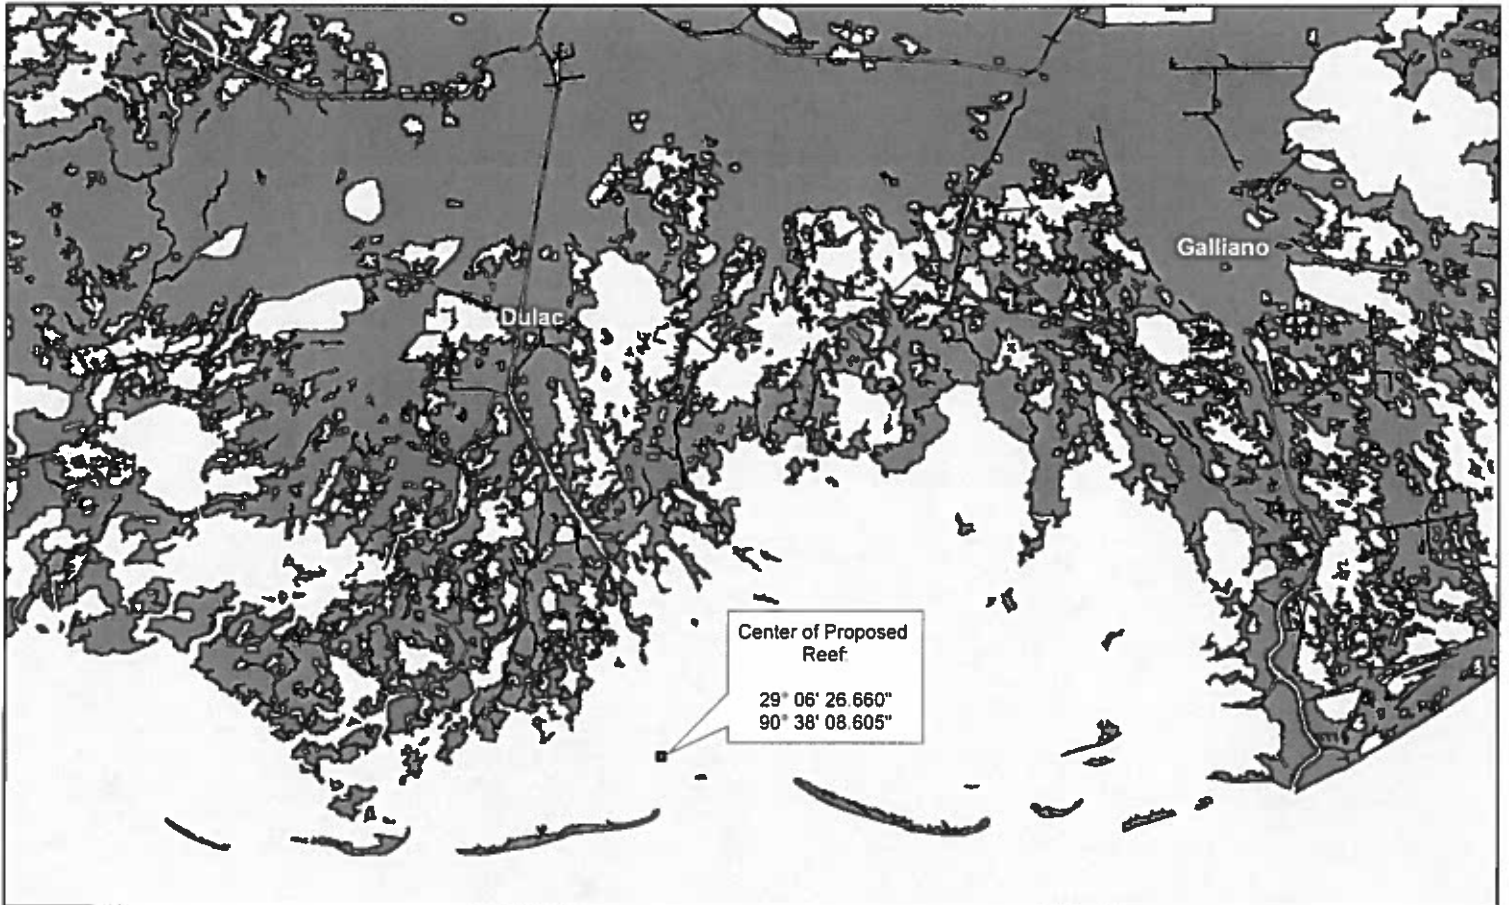 Galliano
Dulac
Center of Proposed
Reef:
29° 06' 26.660"
90° 38' 08.605"